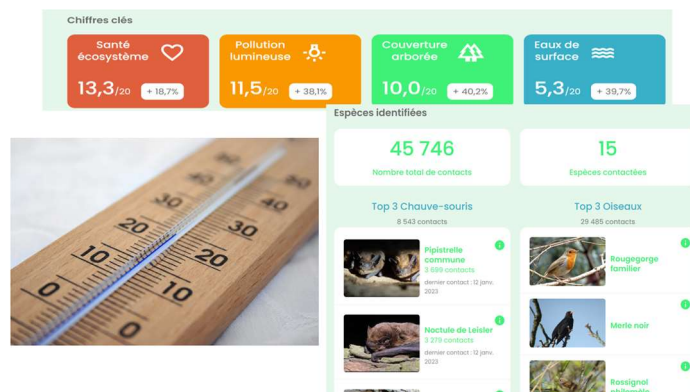 Chiffres clés
Santé
écosystème
13,3/20
+ 18,7%
Pollution
lumineuse
11,5/20
+ 38,1%
Couverture
arborée
10,0/20
+ 40,2%
Eaux de
surface
5,3/20
+ 39,7%
Espèces identifiées
45 746
Nombre total de contacts
15
Espèces contactées
Top 3 Chauve-souris
8 543 contacts
Pipistrelle
commune
3 699 contacts
dernier contact : 12 janv.
2023
Noctule de Leisler
3 279 contacts
dernier contact : 12 janv.
2023
Top 3 Oiseaux
29 485 contacts
Rougegorge
familier
Merle noir
Rossignol
50
40
30
20
10
0
50
40
30
20
10
0